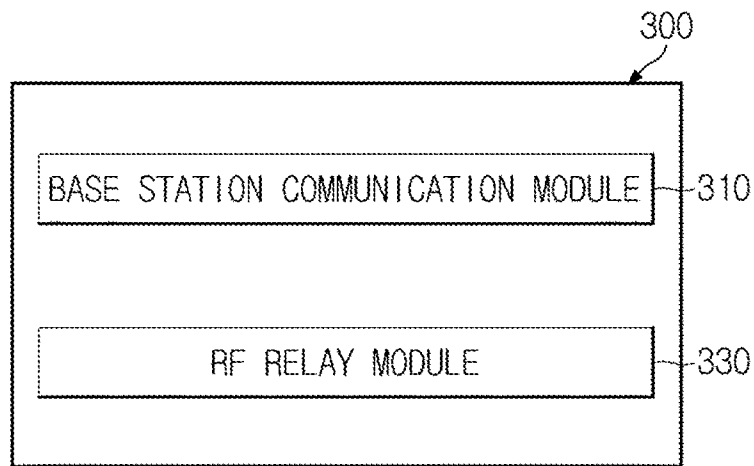 300
BASE STATION COMMUNICATION MODULE 310
RF RELAY MODULE 330